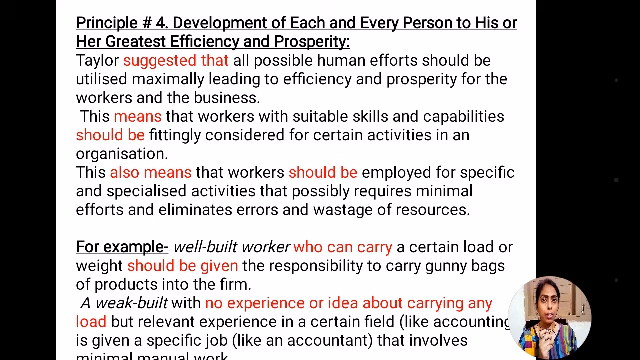 Principle # 4. Development of Each and Every Person to His or
Her Greatest Efficiency and Prosperity:
Taylor suggested that all possible human efforts should be
utilised maximally leading to efficiency and prosperity for the
workers and the business.
This means that workers with suitable skills and capabilities
should be fittingly considered for certain activities in an
organisation.
This also means that workers should be employed for specific
and specialised activities that possibly requires minimal
efforts and eliminates errors and wastage of resources.
For example- well-built worker who can carry a certain load or
weight should be given the responsibility to carry gunny bags
of products into the firm.
A weak-built with no experience or idea about carrying any
load but relevant experience in a certain field (like accounting
is given a specific job (like an accountant) that involves
minimal manual work